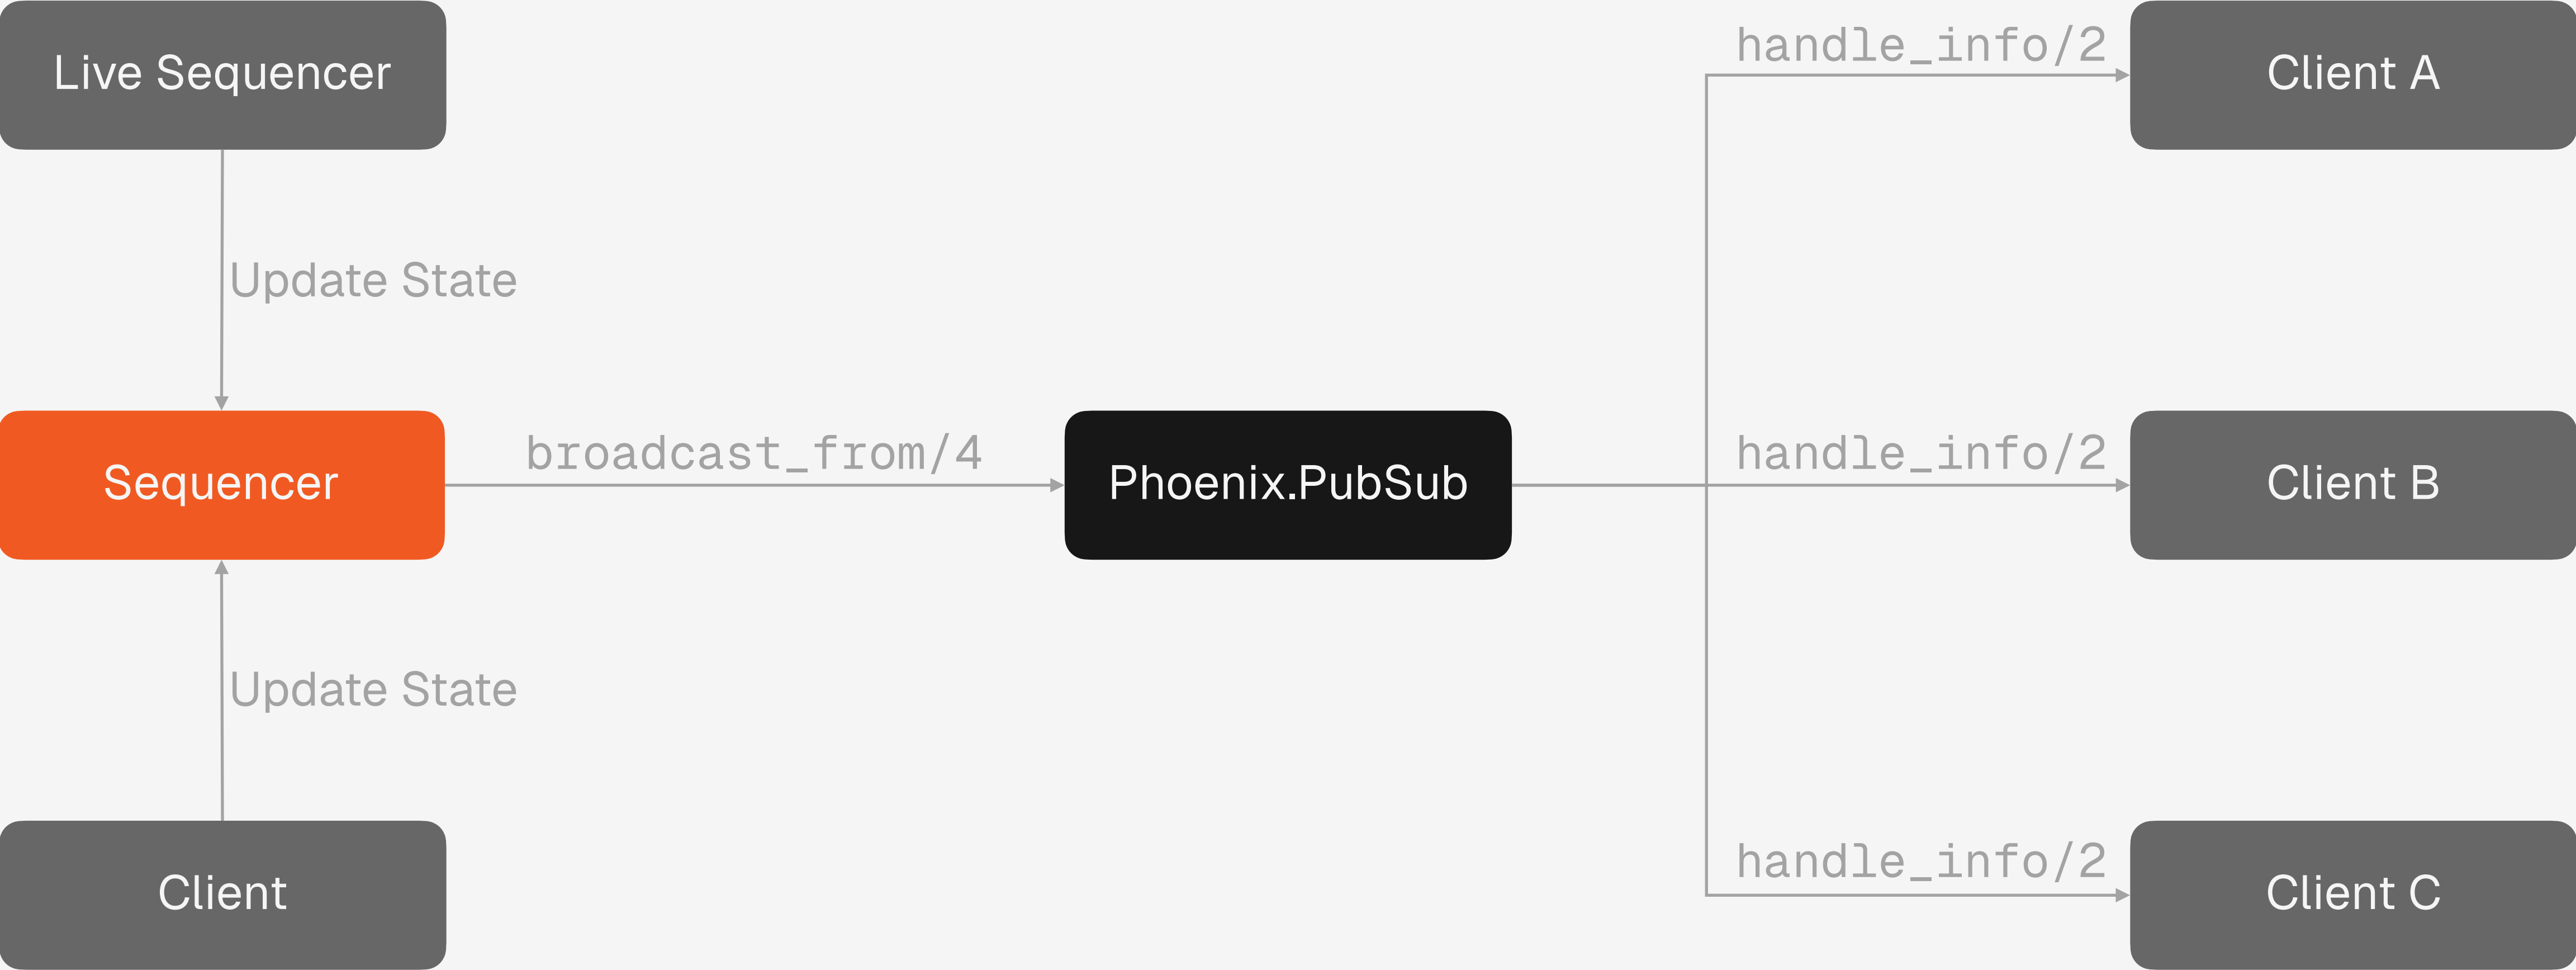 Live Sequencer
handle_info/2
Client A
Update State
Sequencer
broadcast_from/4
Phoenix.PubSub
handle_info/2
Client B
Update State
Client
handle_info/2
Client C